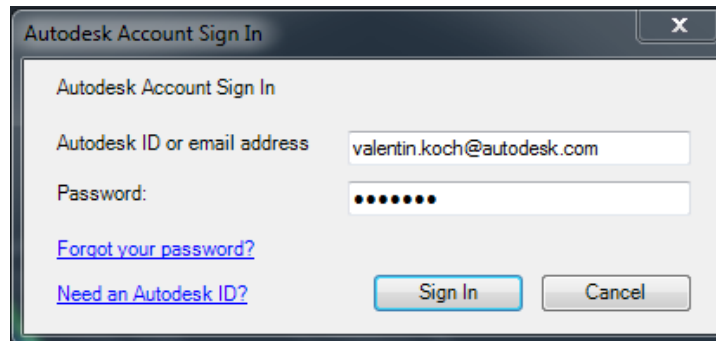 Autodesk Account Sign In
x
Autodesk Account Sign In
Autodesk ID or email address valentin.koch@autodesk.com
Password: •••••••
Forgot your password?
Need an Autodesk ID? Sign In Cancel